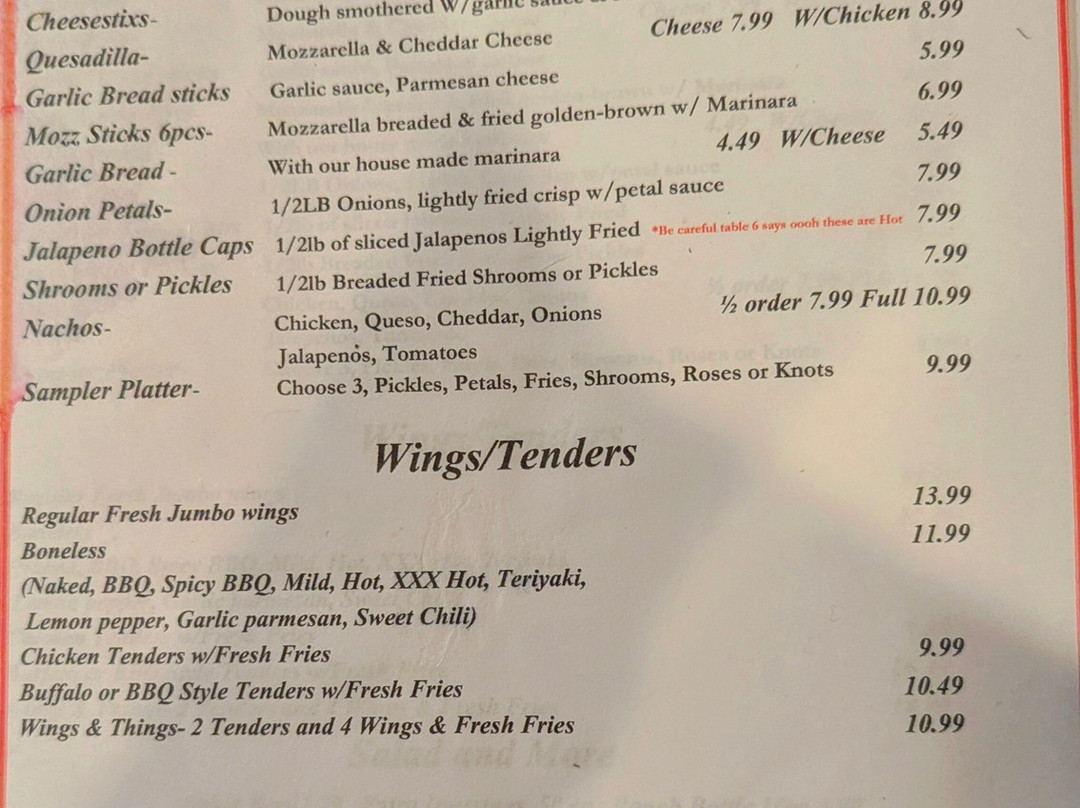 Cheesestixs- Dough smothered W/garlic sauce
Quesadilla- Mozzarella & Cheddar Cheese Cheese 7.99 W/Chicken 8.99
Garlic Bread sticks Garlic sauce, Parmesan cheese 5.99
Mozz Sticks 6pcs- Mozzarella breaded & fried golden-brown w/ Marinara 6.99
Garlic Bread - With our house made marinara 4.49 W/Cheese 5.49
Onion Petals- 1/2LB Onions, lightly fried crisp w/petal sauce 7.99
Jalapeno Bottle Caps 1/2lb of sliced Jalapenos Lightly Fried *Be careful table 6 says oooh these are Hot 7.99
Shrooms or Pickles 1/2lb Breaded Fried Shrooms or Pickles 7.99
Nachos- Chicken, Queso, Cheddar, Onions ½ order 7.99 Full 10.99
Jalapenos, Tomatoes
Sampler Platter- Choose 3, Pickles, Petals, Fries, Shrooms, Roses or Knots 9.99
Wings/Tenders
Regular Fresh Jumbo wings 13.99
Boneless 11.99
(Naked, BBQ, Spicy BBQ, Mild, Hot, XXX Hot, Teriyaki,
Lemon pepper, Garlic parmesan, Sweet Chili)
Chicken Tenders w/Fresh Fries 9.99
Buffalo or BBQ Style Tenders w/Fresh Fries 10.49
Wings & Things- 2 Tenders and 4 Wings & Fresh Fries 10.99
Salad and More